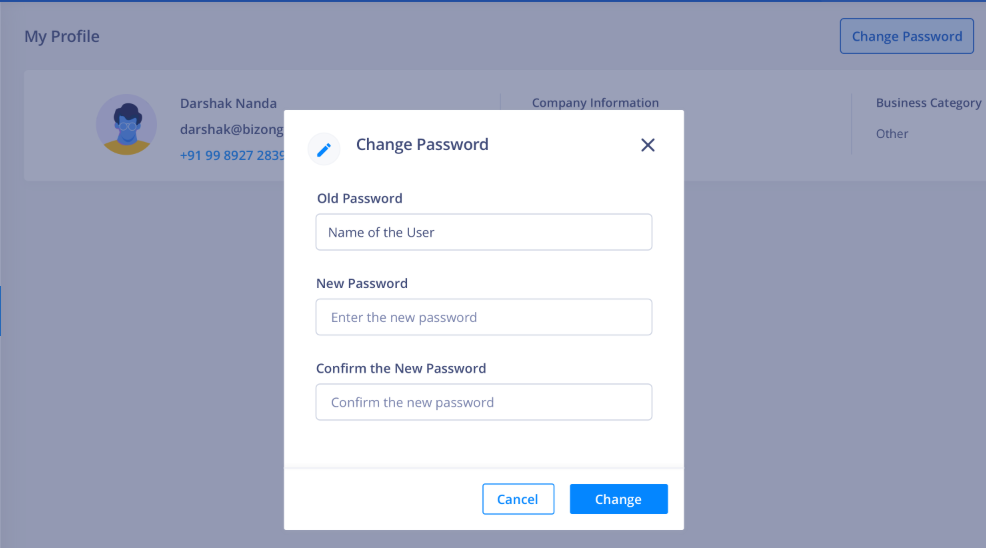 My Profile
Change Password
Darshak Nanda
darshak@bizong
+91 99 8927 2839
Company Information
Business Category
Other
Change Password
Old Password
Name of the User
New Password
Enter the new password
Confirm the New Password
Confirm the new password
Cancel
Change